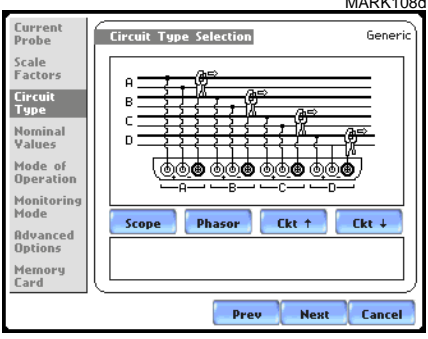 MARK108d
Current
Probe
Scale
Factors
Circuit
Type
Nominal
Values
Mode of
Operation
Monitoring
Mode
Advanced
Options
Memory
Card
Circuit Type Selection
Generic
A
B
C
D
A B C D
Scope Phasor Ckt ↑ Ckt ↓
Prev Next Cancel